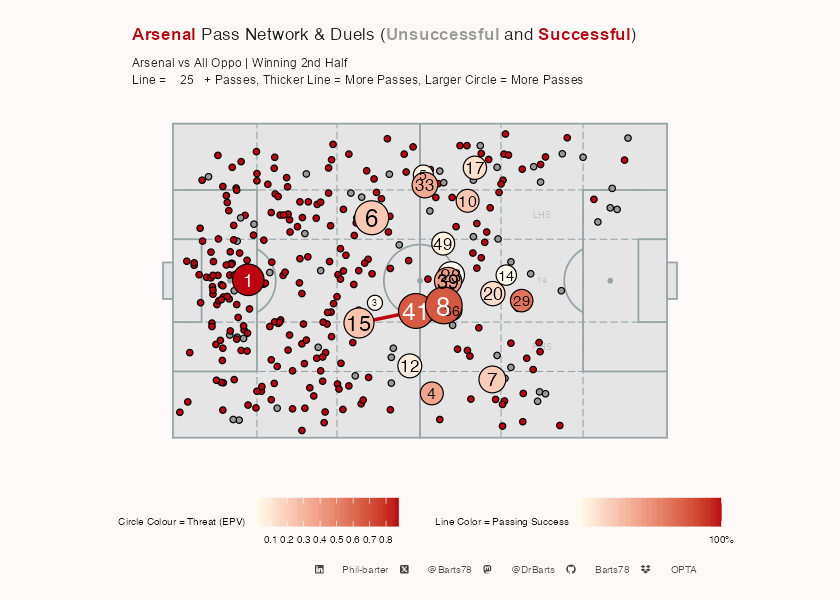 Arsenal Pass Network & Duels (Unsuccessful and Successful)
Arsenal vs All Oppo | Winning 2nd Half
Line = 25 + Passes, Thicker Line = More Passes, Larger Circle = More Passes
17
33
10
LHS
6
49
1
14
14
20
29
3
15
41
8
12
7
4
Circle Colour = Threat (EPV)
Line Color = Passing Success
0.1 0.2 0.3 0.4 0.5 0.6 0.7 0.8
100%
Phil-barter
@Barts78
@DrBarts
Barts78
OPTA